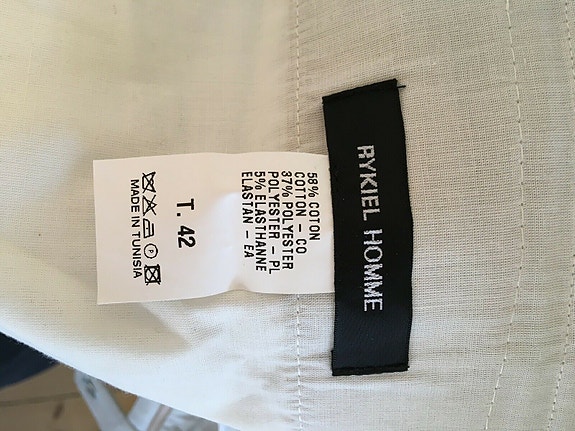 RYKIEL HOMME
58% COTON
COTTON - CO
37% POLYESTER
POLYESTER - PL
5% ELASTHANNE
ELASTAN - EA
T. 42
P
MADE IN TUNISIA